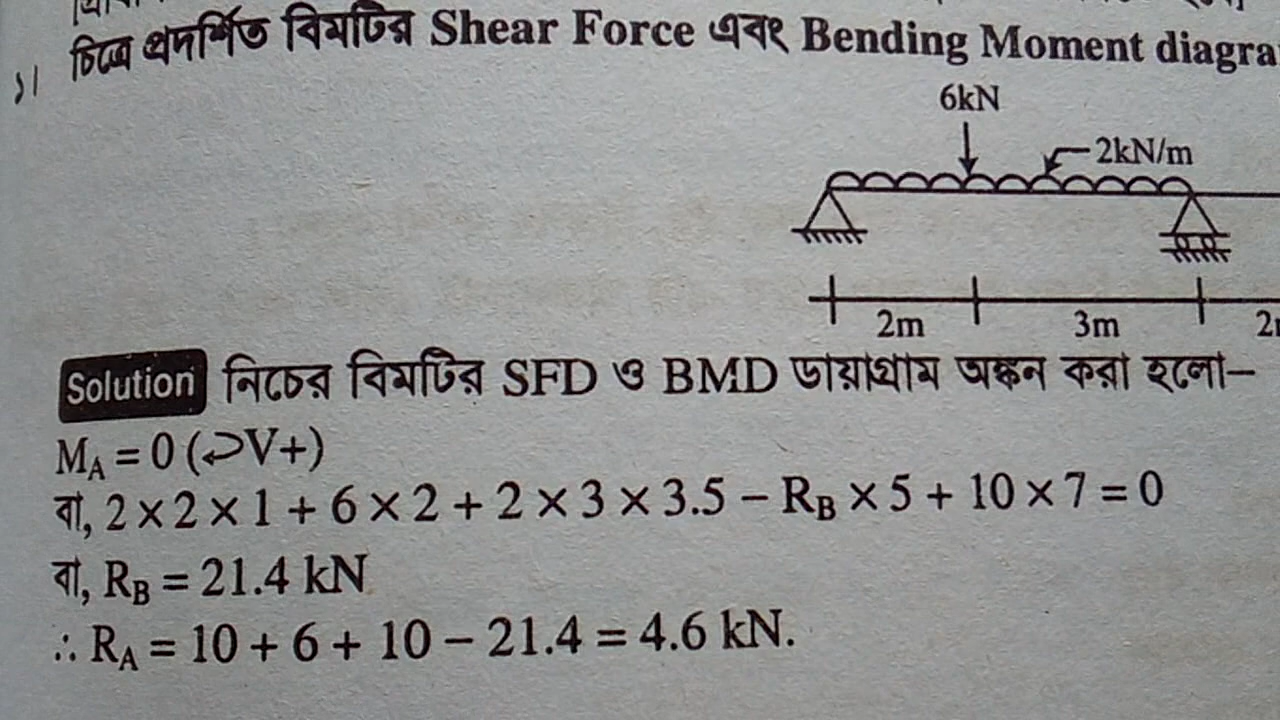 ১। চিত্রে প্রদর্শিত বিমটির Shear Force এবং Bending Moment diagra
6kN
2kN/m
2m 3m 2
Solution নিচের বিমটির SFD ও BMD ডায়াগ্রাম অঙ্কন করা হলো–
M_A = 0 (↩V+)
বা, 2 × 2 × 1 + 6 × 2 + 2 × 3 × 3.5 – R_B × 5 + 10 × 7 = 0
বা, R_B = 21.4 kN
∴ R_A = 10 + 6 + 10 – 21.4 = 4.6 kN.